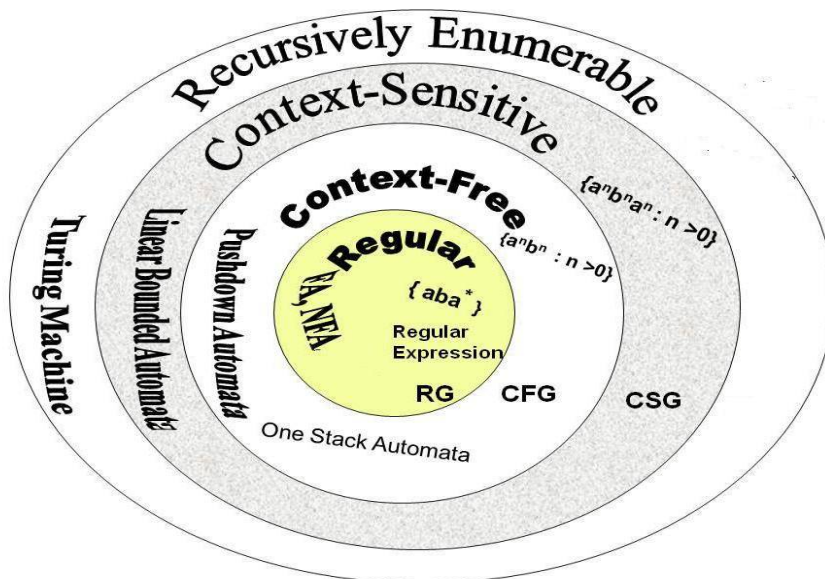 Recursively Enumerable
Context-Sensitive
{aⁿbⁿaⁿ : n >0}
Context-Free
{aⁿbⁿ : n >0}
Regular
Turing Machine
Linear Bounded Automata
Pushdown Automata
FA, NFA
{ aba* }
Regular
Expression
RG
CFG
CSG
One Stack Automata